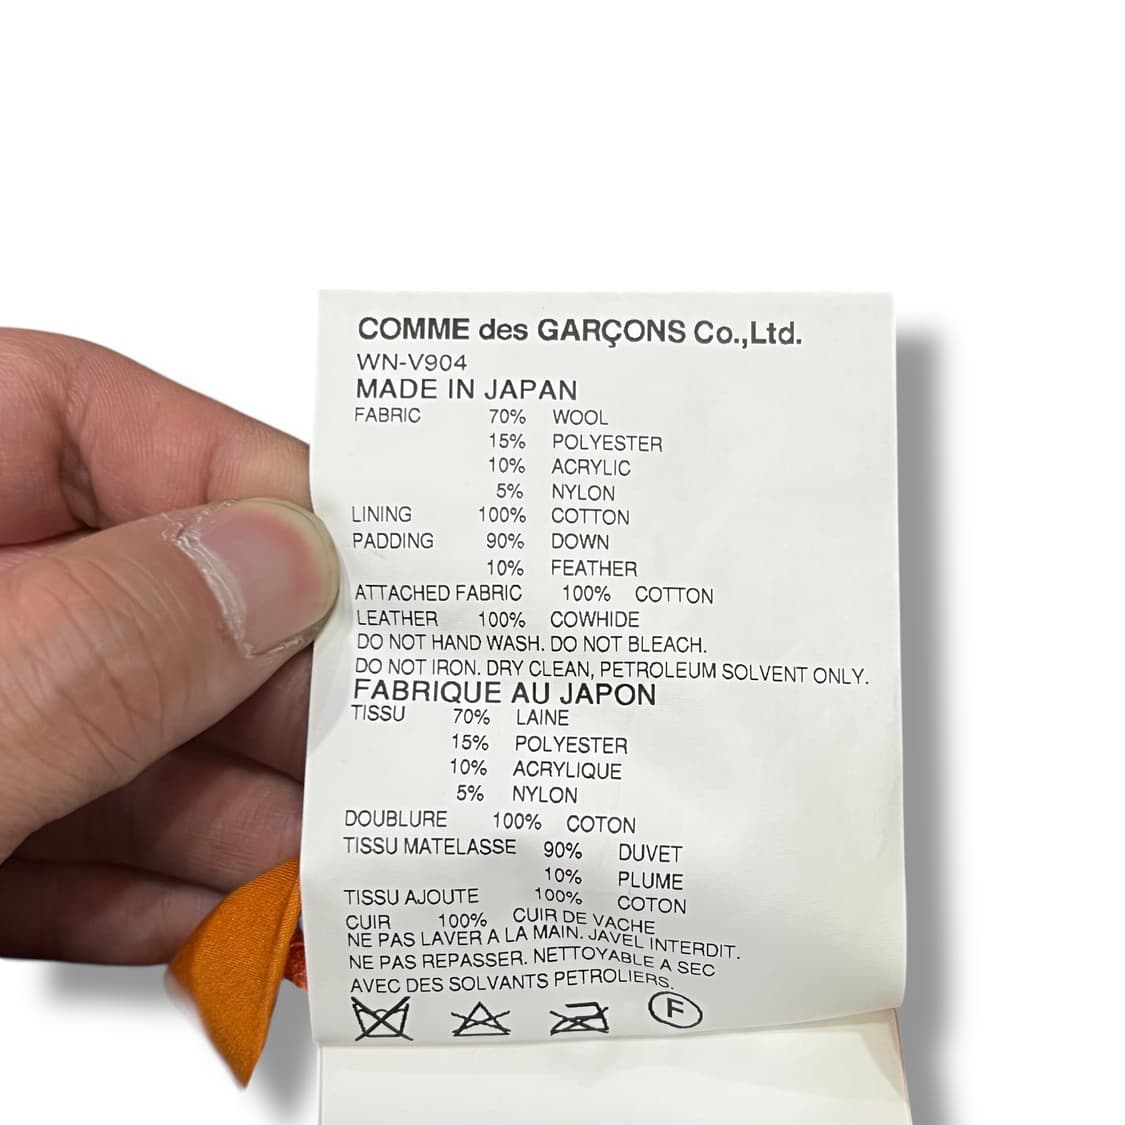 COMME des GARÇONS Co.,Ltd.
WN-V904
MADE IN JAPAN
FABRIC 70% WOOL
15% POLYESTER
10% ACRYLIC
5% NYLON
LINING 100% COTTON
PADDING 90% DOWN
10% FEATHER
ATTACHED FABRIC 100% COTTON
LEATHER 100% COWHIDE
DO NOT HAND WASH. DO NOT BLEACH.
DO NOT IRON. DRY CLEAN, PETROLEUM SOLVENT ONLY.
FABRIQUE AU JAPON
TISSU 70% LAINE
15% POLYESTER
10% ACRYLIQUE
5% NYLON
DOUBLURE 100% COTON
TISSU MATELASSE 90% DUVET
10% PLUME
TISSU AJOUTE 100% COTON
CUIR 100% CUIR DE VACHE
NE PAS LAVER A LA MAIN. JAVEL INTERDIT.
NE PAS REPASSER. NETTOYABLE A SEC
AVEC DES SOLVANTS PETROLIERS.
F